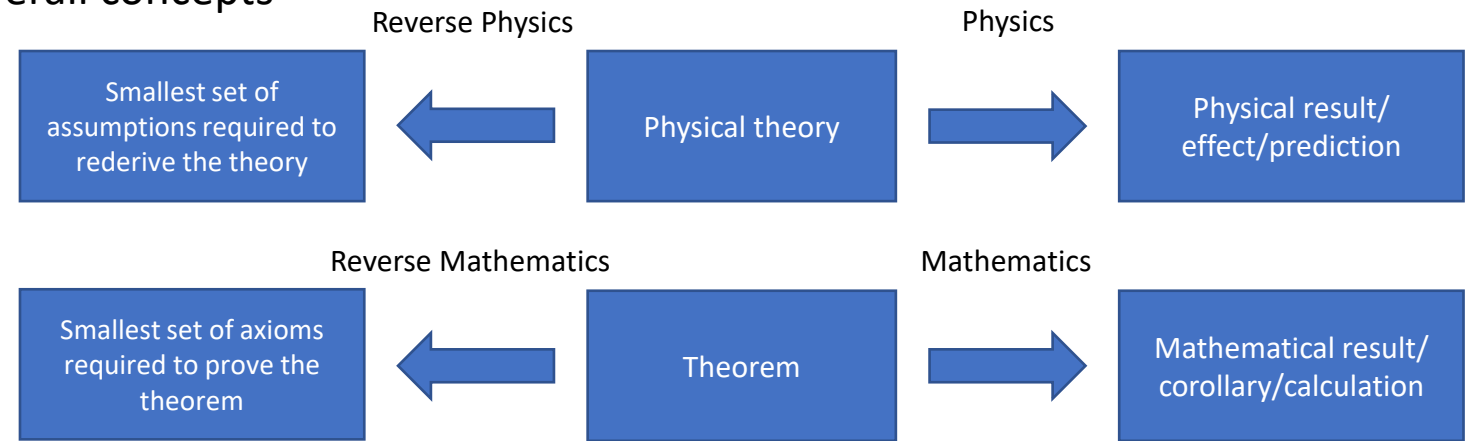 concepts
Reverse Physics
Physics
Smallest set of
assumptions required to
rederive the theory
Physical theory
Physical result/
effect/prediction
Reverse Mathematics
Mathematics
Smallest set of axioms
required to prove the
theorem
Theorem
Mathematical result/
corollary/calculation